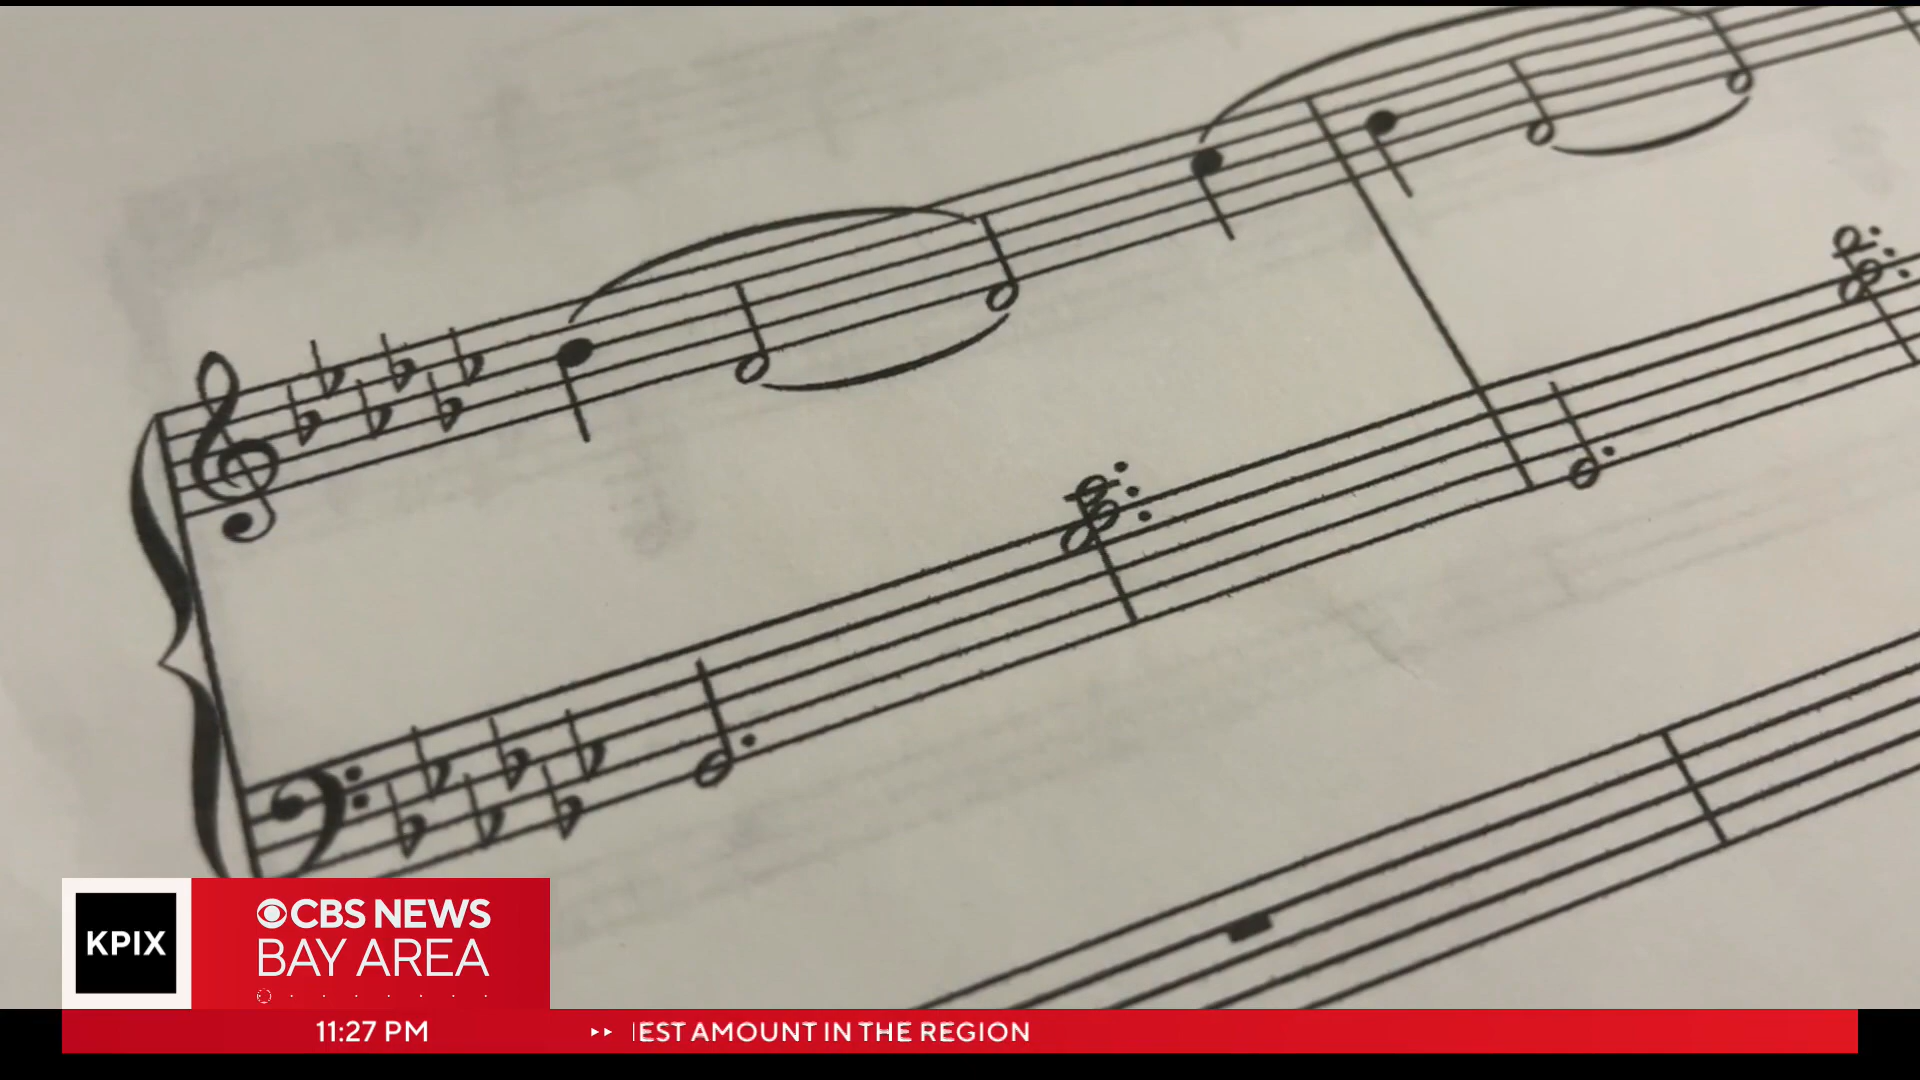 KPIX
CBS NEWS
BAY AREA
11:27 PM
EST AMOUNT IN THE REGION